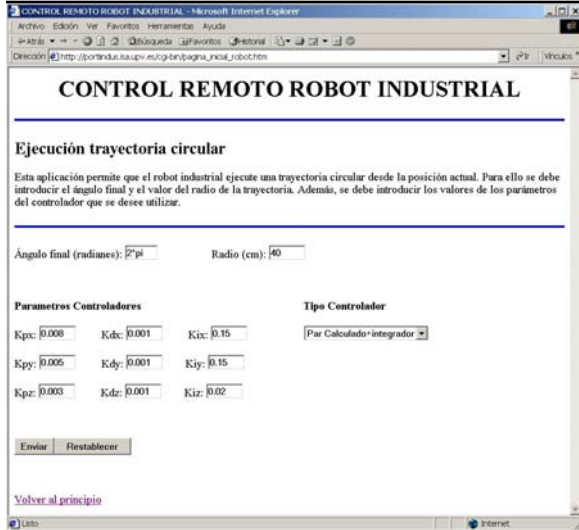 CONTROL REMOTO ROBOT INDUSTRIAL - Microsoft Internet Explorer
Archivo Edición Ver Favoritos Herramientas Ayuda
Atrás Búsqueda Favoritos Historial
Dirección http://portindus.isa.upv.es/cgi-bin/pagina_inicial_robot.htm Ir Vínculos
CONTROL REMOTO ROBOT INDUSTRIAL
Ejecución trayectoria circular
Esta aplicación permite que el robot industrial ejecute una trayectoria circular desde la posición actual. Para ello se debe
introducir el ángulo final y el valor del radio de la trayectoria. Además, se debe introducir los valores de los parámetros
del controlador que se desee utilizar.
Ángulo final (radianes): 2*pi Radio (cm): 40
Parametros Controladores Tipo Controlador
Kpx: 0.008 Kdx: 0.001 Kix: 0.15 Par Calculado+integrador
Kpy: 0.005 Kdy: 0.001 Kiy: 0.15
Kpz: 0.003 Kdz: 0.001 Kiz: 0.02
Enviar Restablecer
Volver al principio
Listo Internet